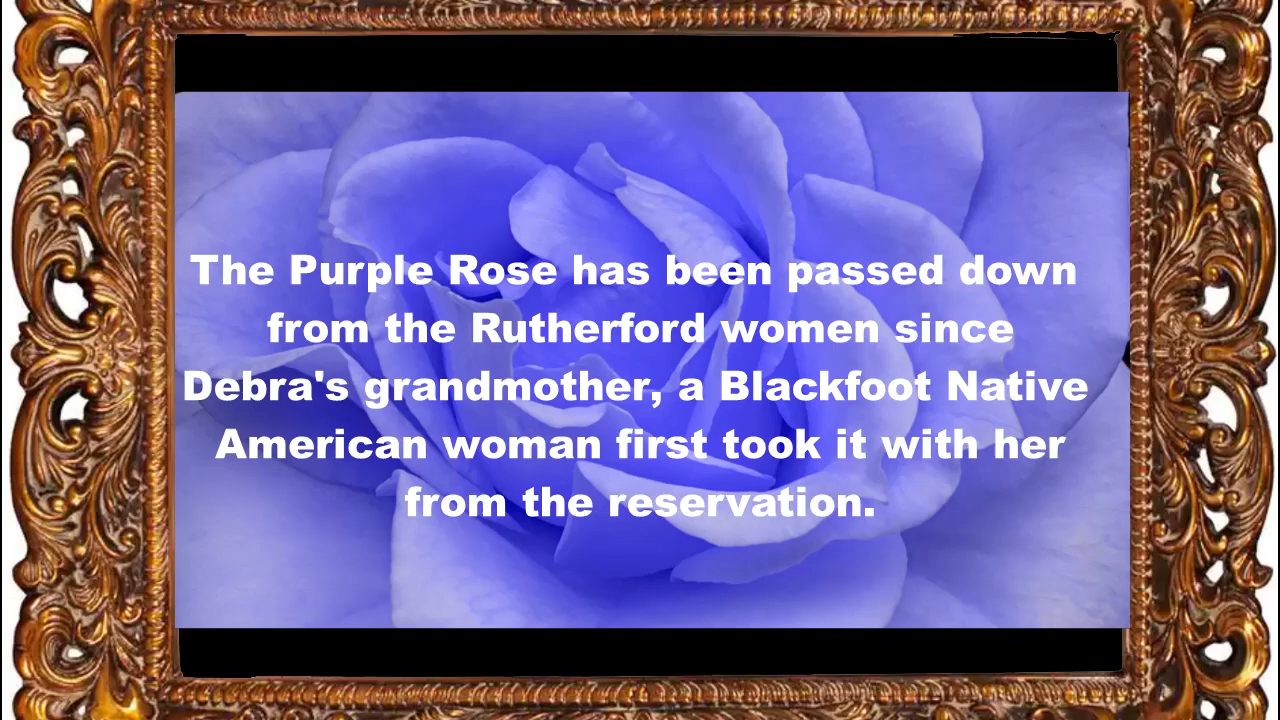 The Purple Rose has been passed down
from the Rutherford women since
Debra's grandmother, a Blackfoot Native
American woman first took it with her
from the reservation.